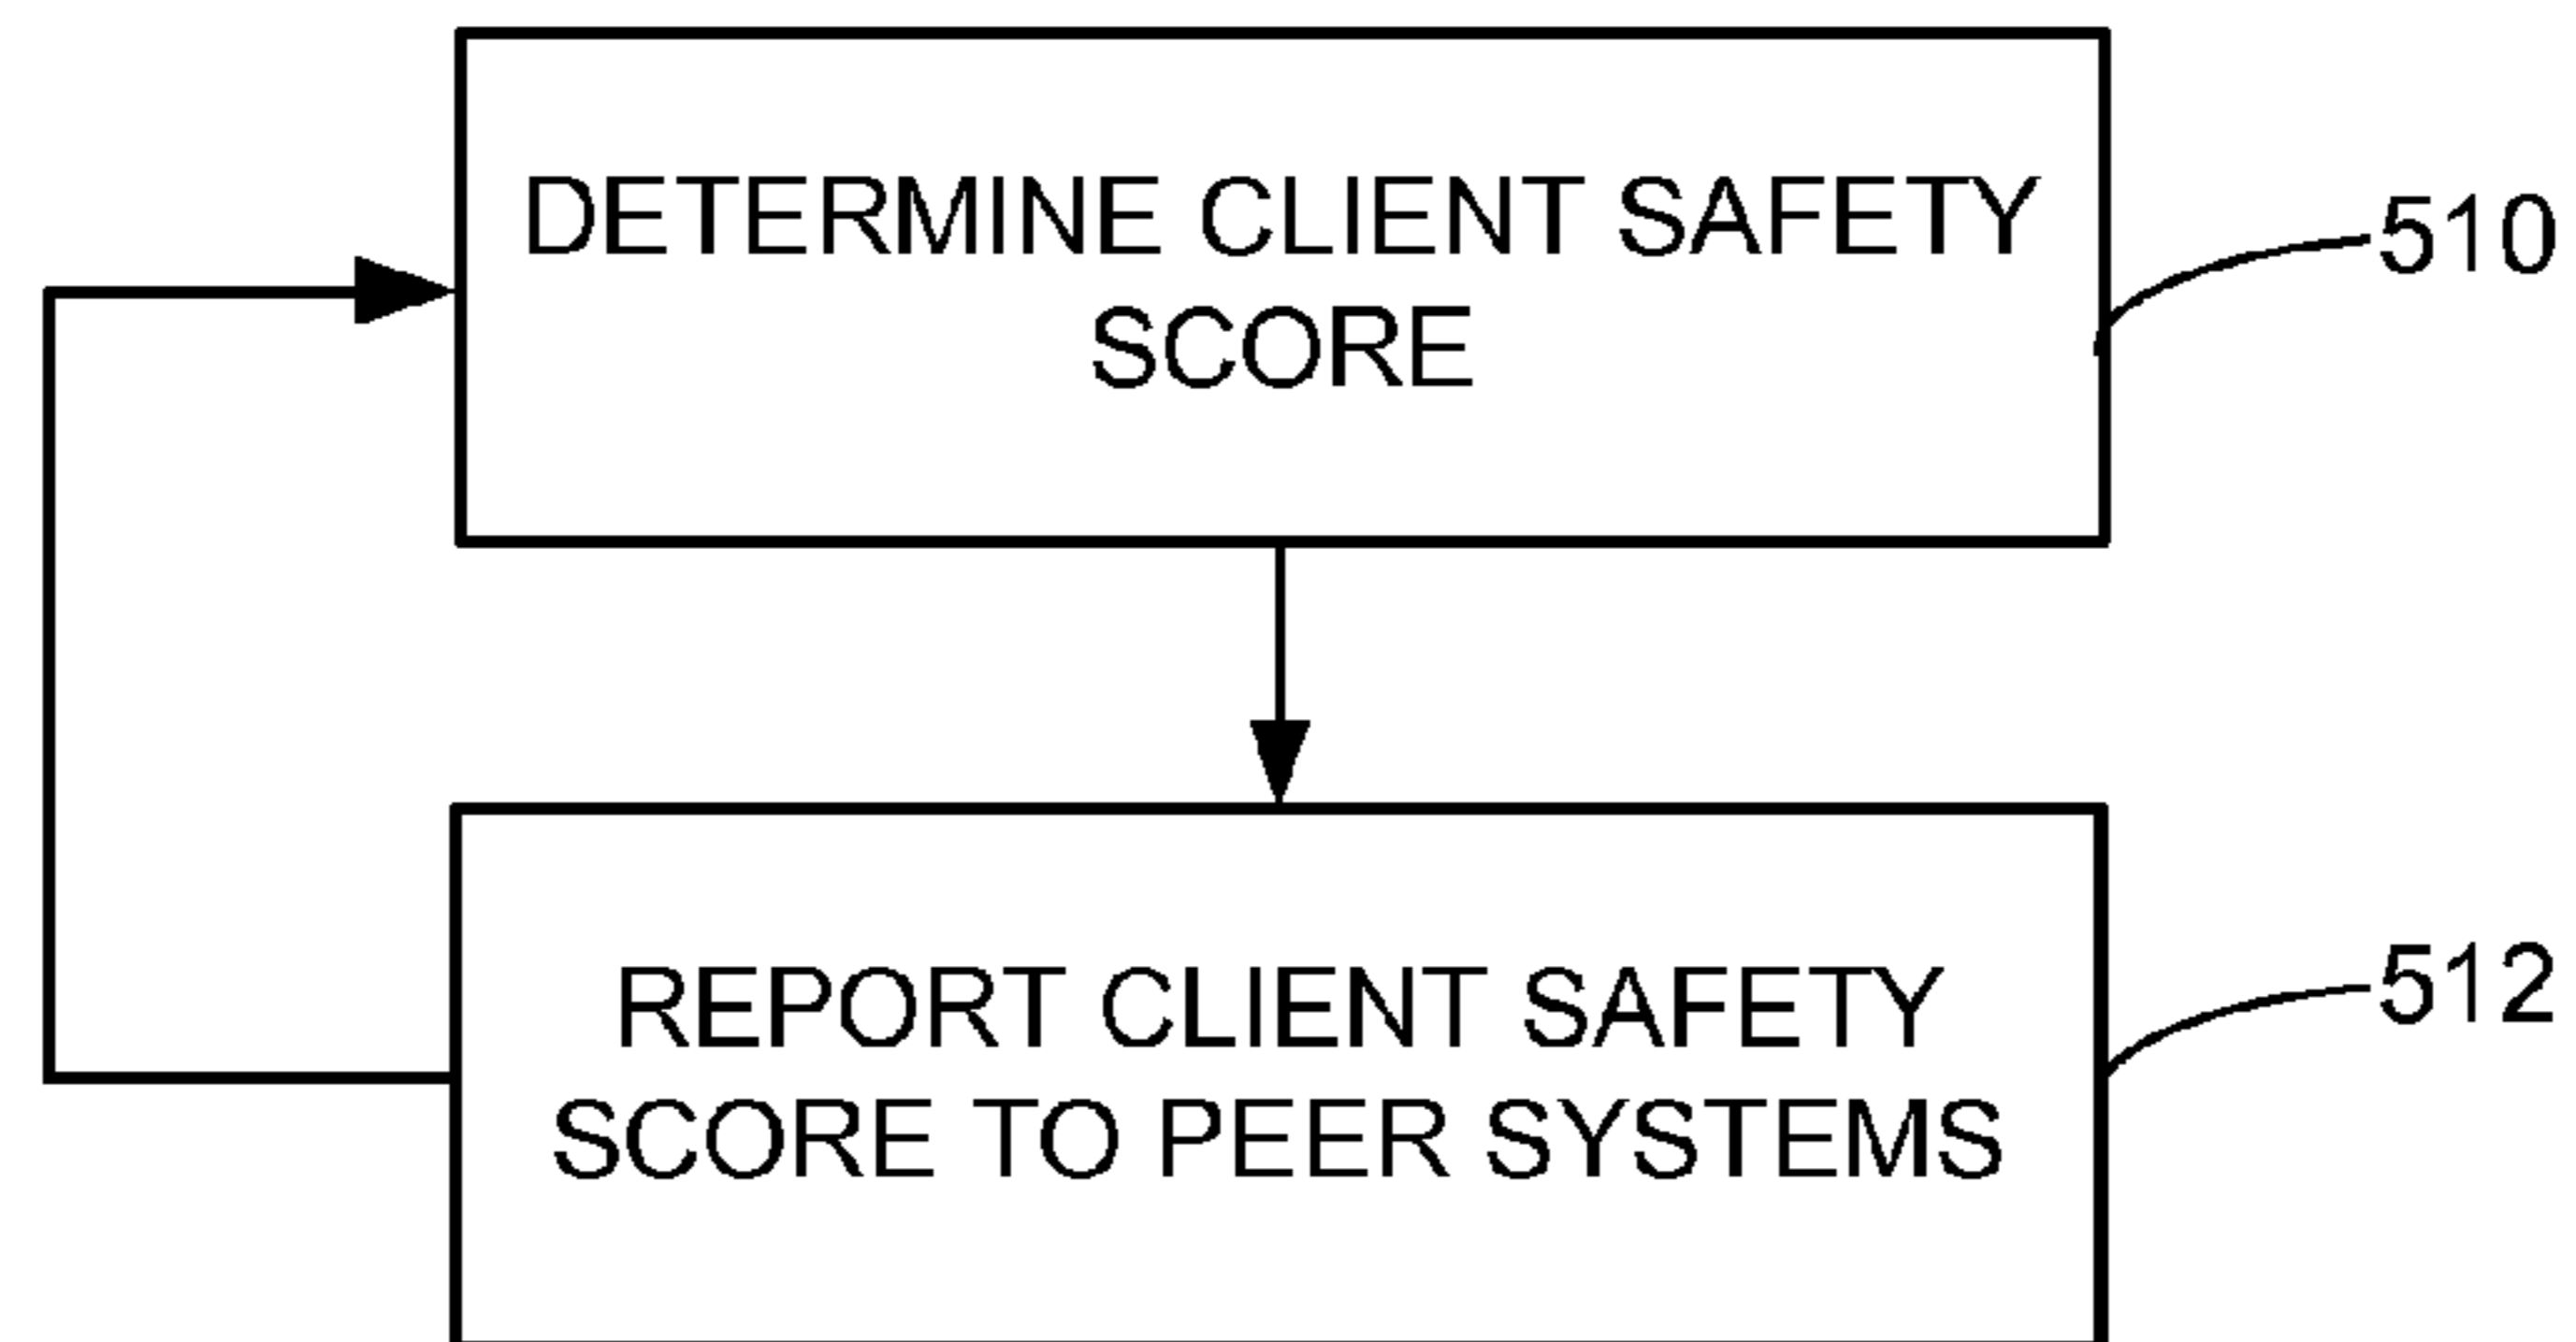 DETERMINE CLIENT SAFETY
SCORE
510
REPORT CLIENT SAFETY
SCORE TO PEER SYSTEMS
512